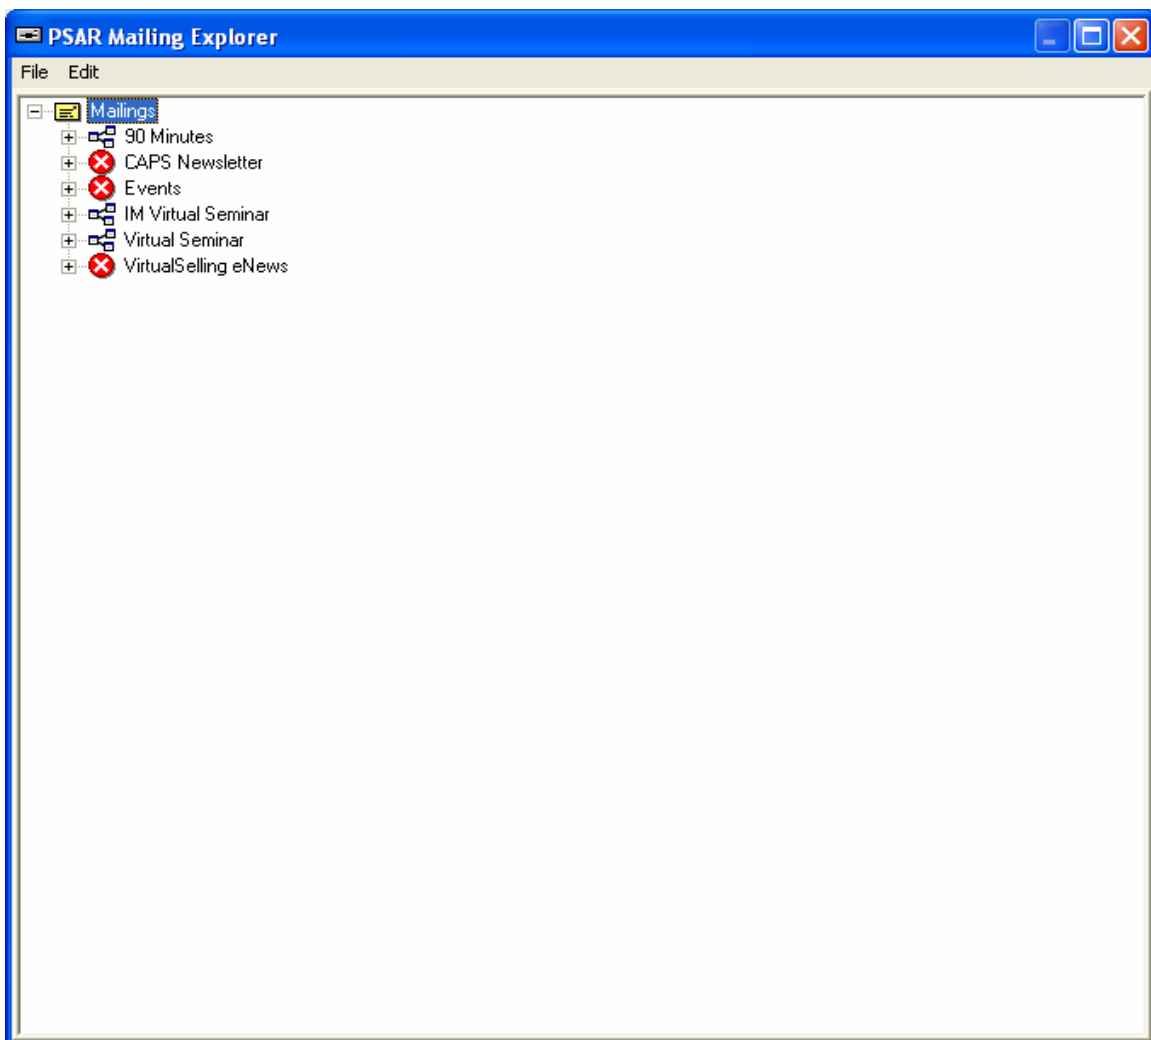 PSAR Mailing Explorer
File Edit
Mailings
90 Minutes
CAPS Newsletter
Events
IM Virtual Seminar
Virtual Seminar
VirtualSelling eNews